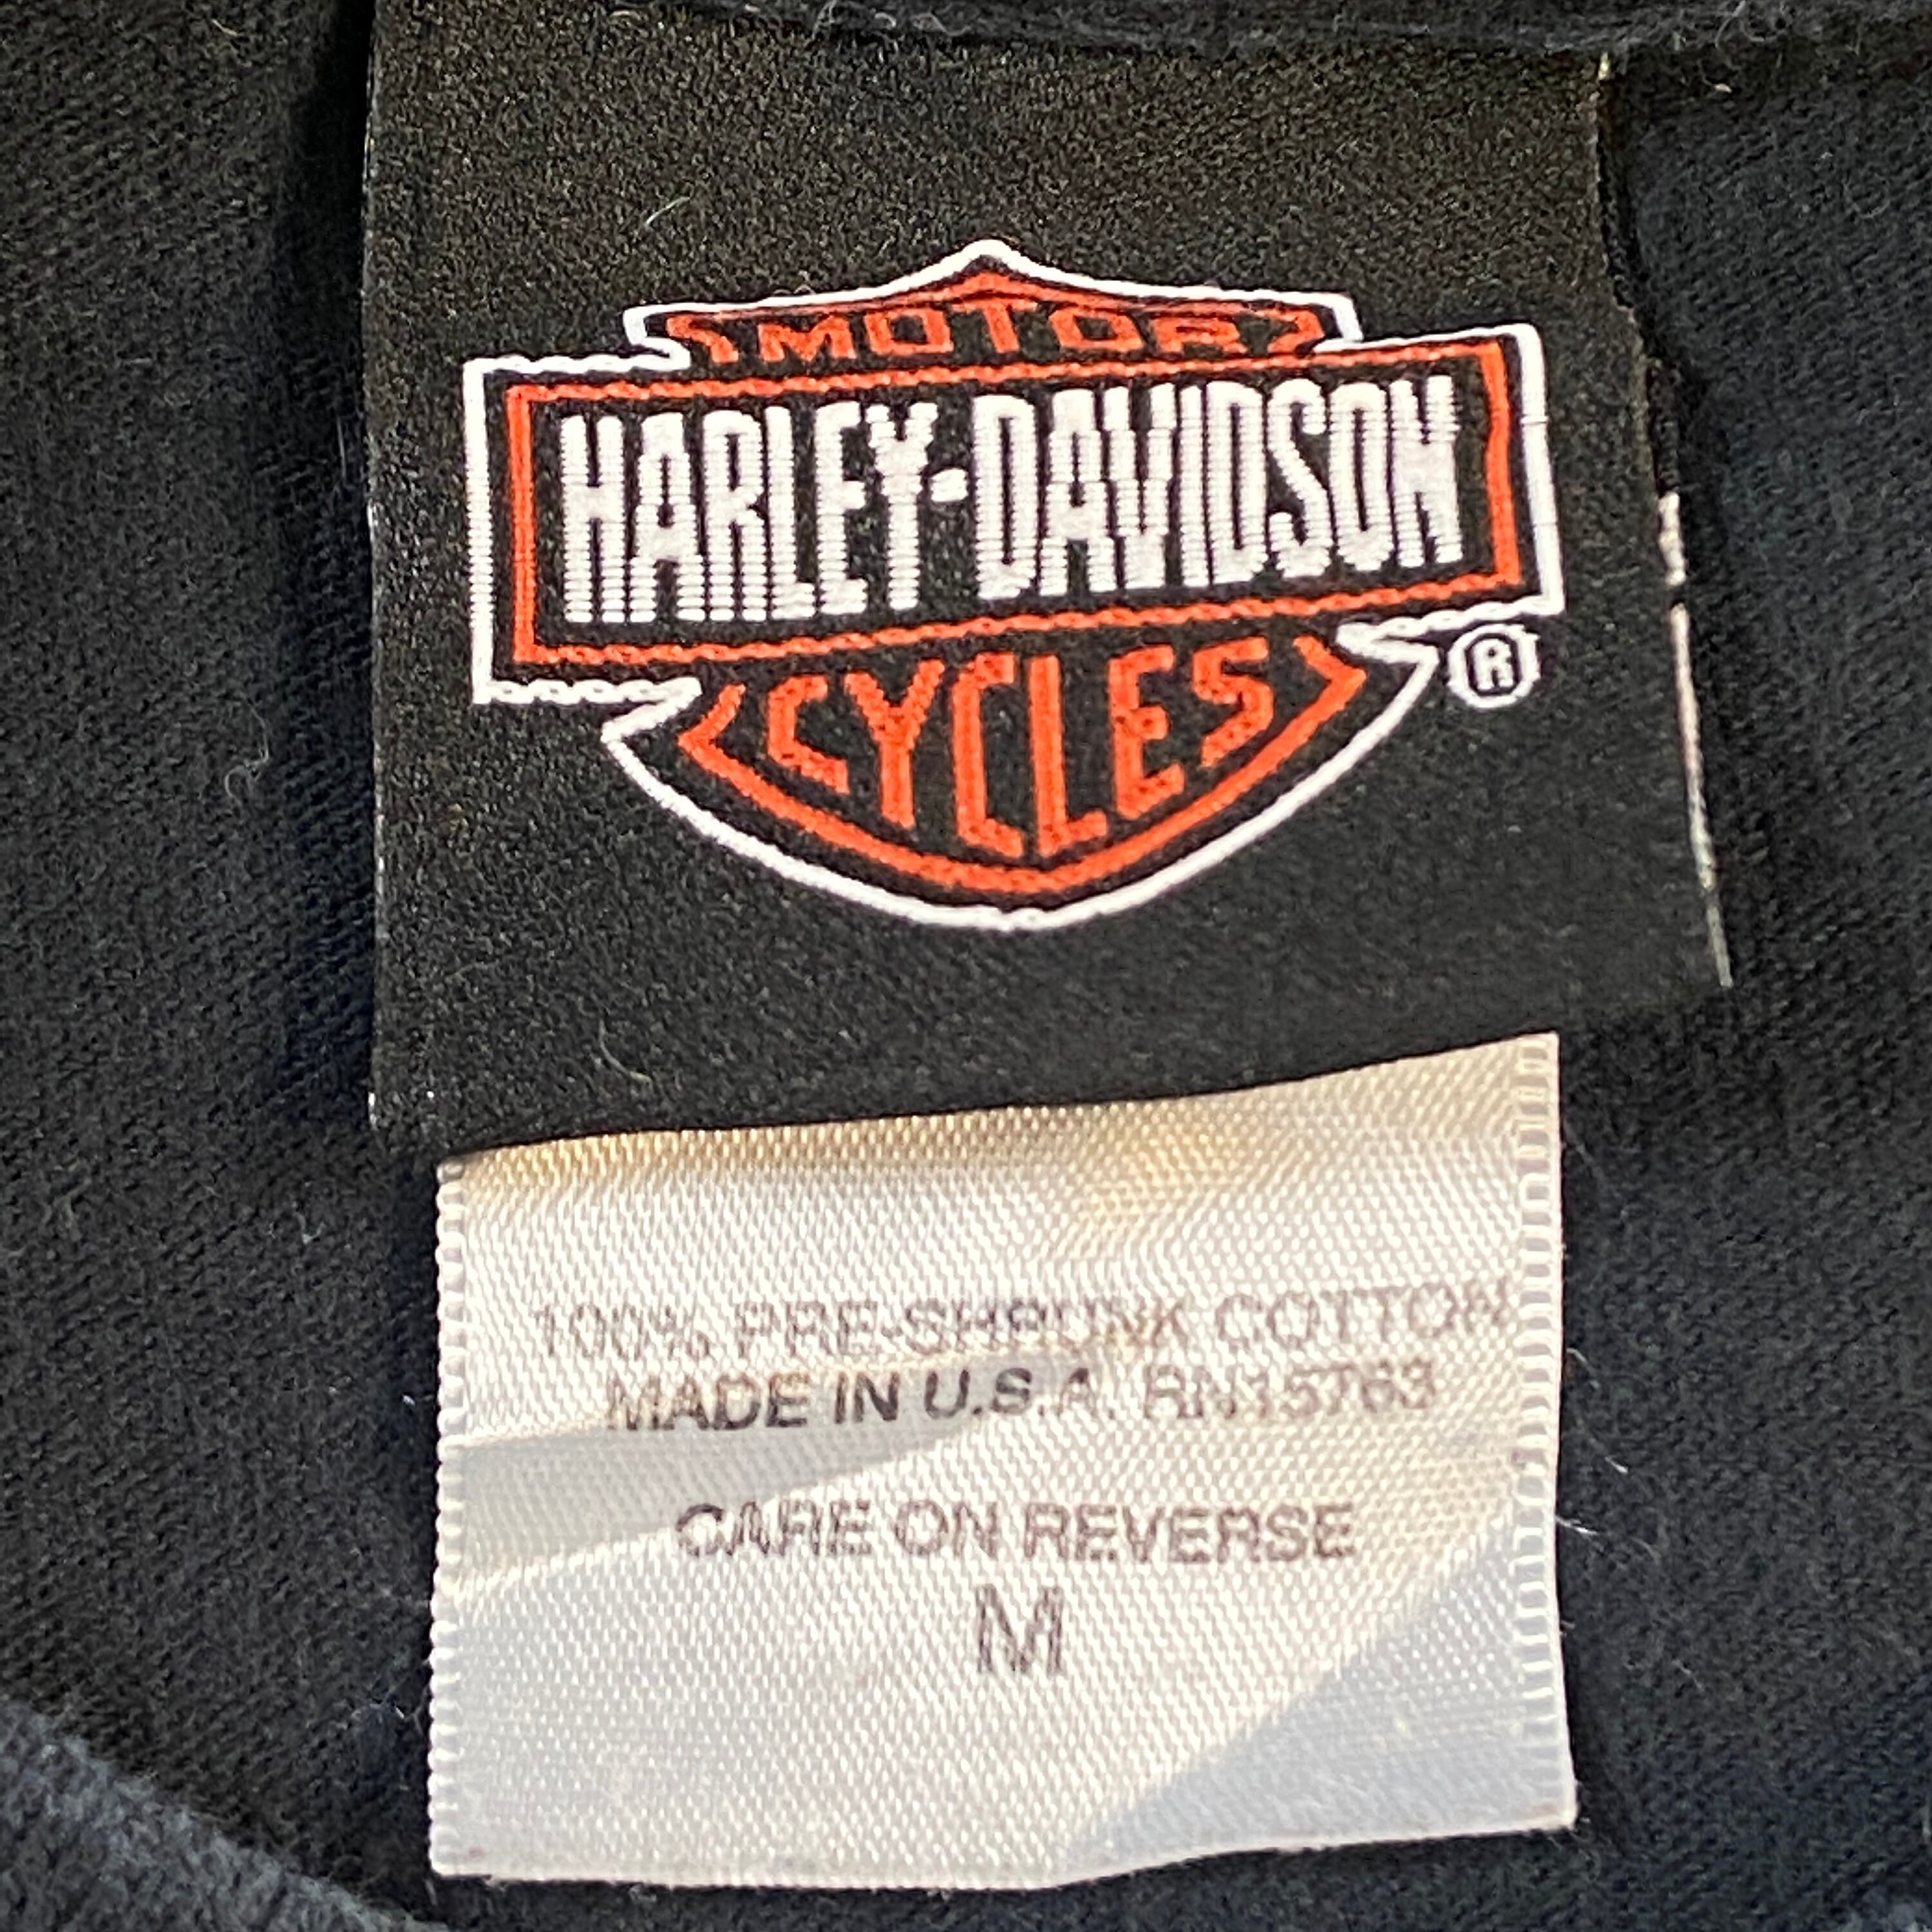 MOTOR
HARLEY-DAVIDSON
CYCLES
®
100% PRE-SHRUNK COTTON
MADE IN U.S.A. RN15763
CARE ON REVERSE
M